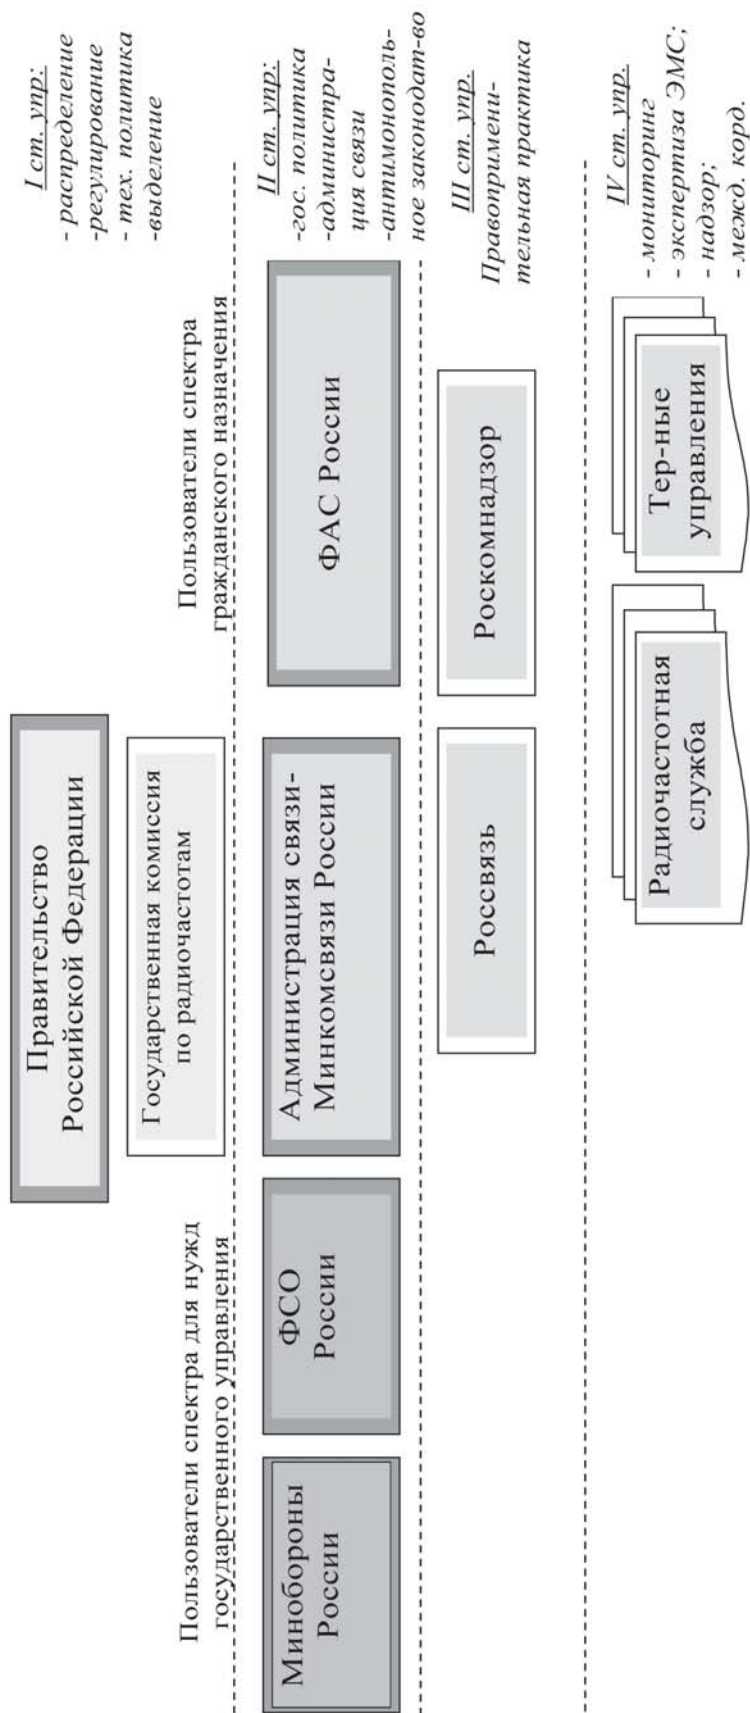 Правительство
Российской Федерации
Государственная комиссия
по радиочастотам
I ст. упр:
- распределение
-регулирование
- тех. политика
-выделение
Пользователи спектра для нужд
государственного управления
Пользователи спектра
гражданского назначения
Минобороны
России
ФСО
России
Администрация связи-
Минкомсвязи России
ФАС России
II ст. упр:
-гос. политика
-администра-
ция связи
-антимонополь-
ное законодат-во
Россвязь
Роскомнадзор
III ст. упр.
Правопримени-
тельная практика
Радиочастотная
служба
Тер-ные
управления
IV ст. упр.
- мониторинг
- экспертиза ЭМС;
- надзор;
- межд. корд.